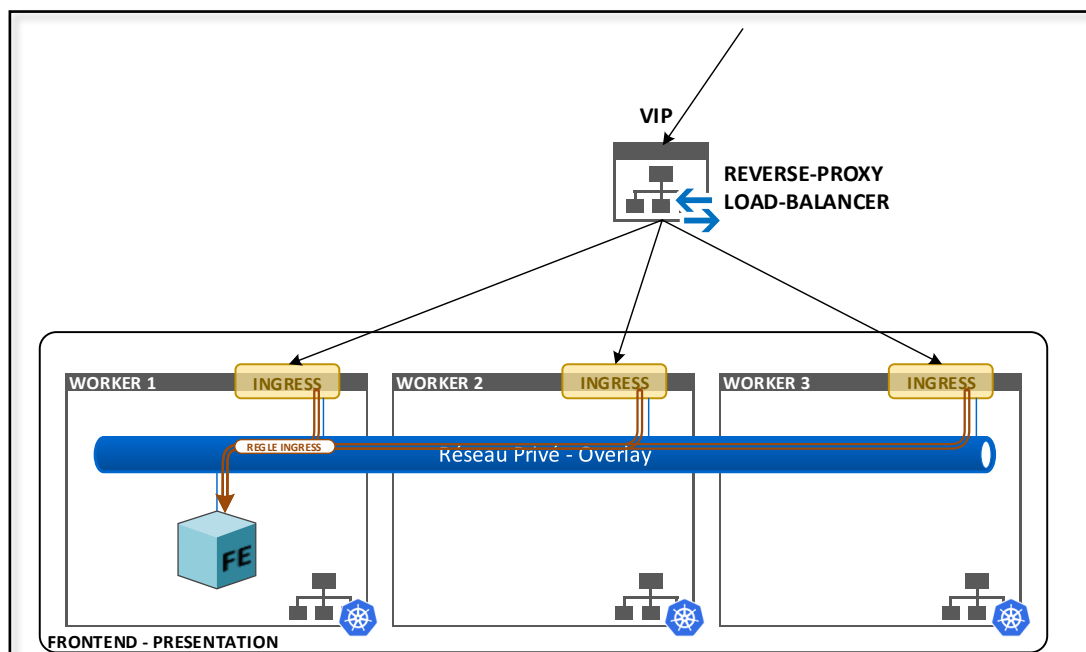 VIP
REVERSE-PROXY
LOAD-BALANCER
WORKER 1
INGRESS
WORKER 2
INGRESS
WORKER 3
INGRESS
REGLE INGRESS
Réseau Privé - Overlay
FE
FRONTEND - PRESENTATION